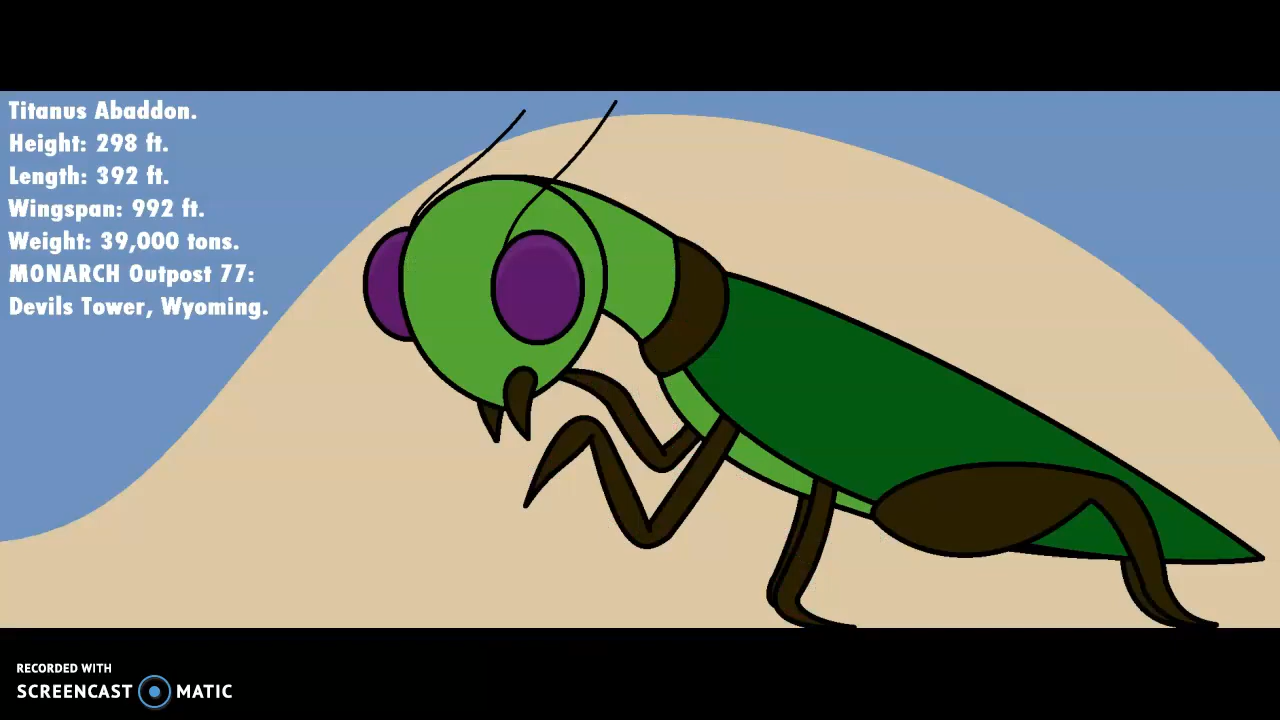 Titanus Abaddon.
Height: 298 ft.
Length: 392 ft.
Wingspan: 992 ft.
Weight: 39,000 tons.
MONARCH Outpost 77:
Devils Tower, Wyoming.
RECORDED WITH
SCREENCAST MATIC